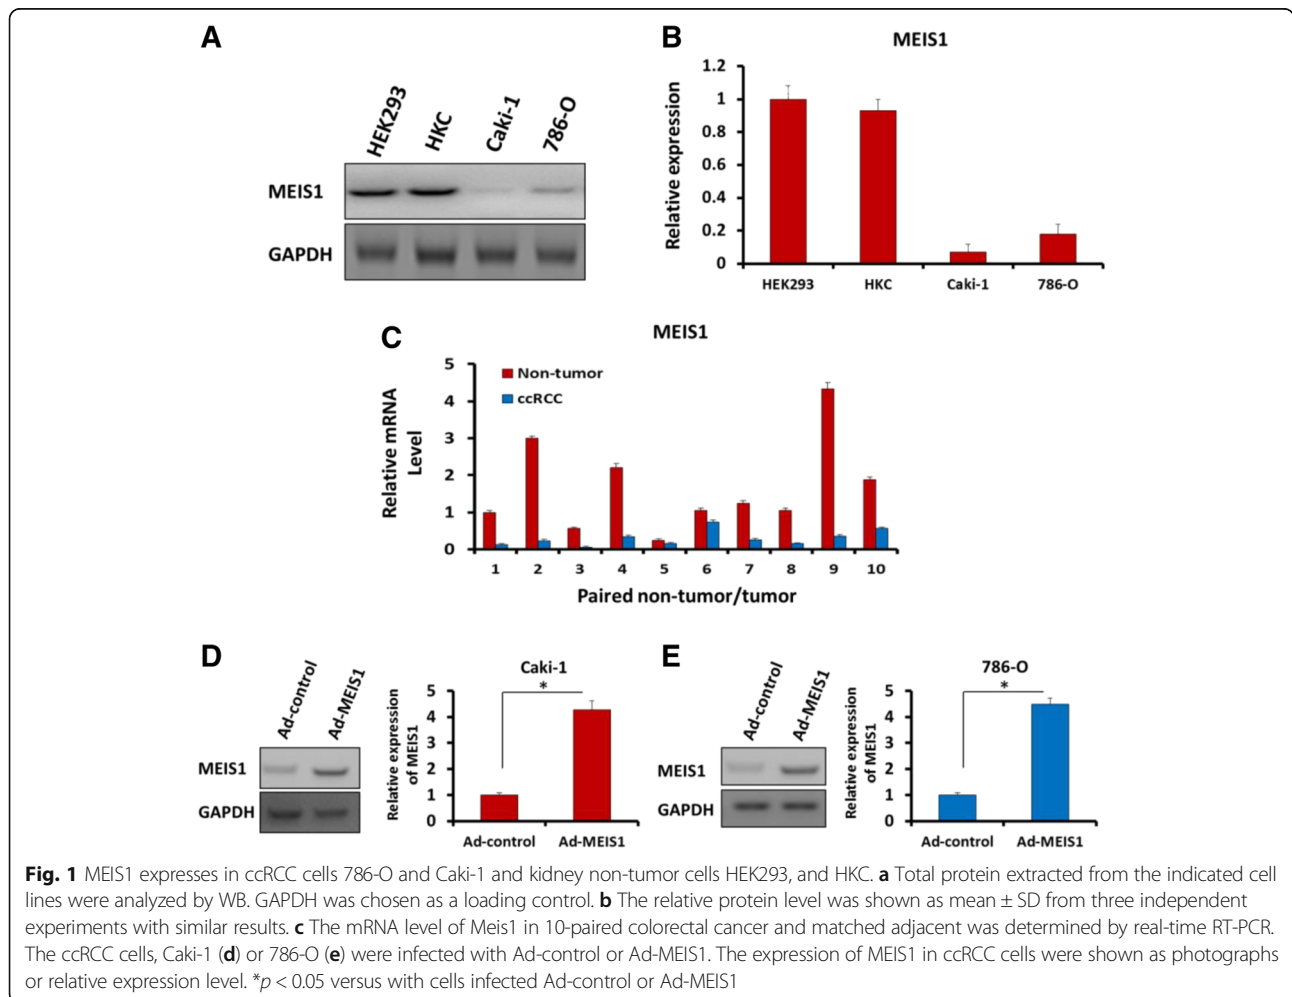 A
HEK293
HKC
Caki-1
786-O
MEIS1
GAPDH
B
MEIS1
Relative expression
1.2
1
0.8
0.6
0.4
0.2
0
HEK293 HKC Caki-1 786-O
C
MEIS1
Relative mRNA
Level
5
4
3
2
1
0
Non-tumor
ccRCC
1 2 3 4 5 6 7 8 9 10
Paired non-tumor/tumor
D
Ad-control
Ad-MEIS1
MEIS1
GAPDH
Caki-1
*
Relative expression
of MEIS1
5
4
3
2
1
0
Ad-control Ad-MEIS1
E
Ad-control
Ad-MEIS1
MEIS1
GAPDH
786-O
*
Relative expression
of MEIS1
5
4
3
2
1
0
Ad-control Ad-MEIS1
Fig. 1 MEIS1 expresses in ccRCC cells 786-O and Caki-1 and kidney non-tumor cells HEK293, and HKC. a Total protein extracted from the indicated cell
lines were analyzed by WB. GAPDH was chosen as a loading control. b The relative protein level was shown as mean ± SD from three independent
experiments with similar results. c The mRNA level of Meis1 in 10-paired colorectal cancer and matched adjacent was determined by real-time RT-PCR.
The ccRCC cells, Caki-1 (d) or 786-O (e) were infected with Ad-control or Ad-MEIS1. The expression of MEIS1 in ccRCC cells were shown as photographs
or relative expression level. *p < 0.05 versus with cells infected Ad-control or Ad-MEIS1